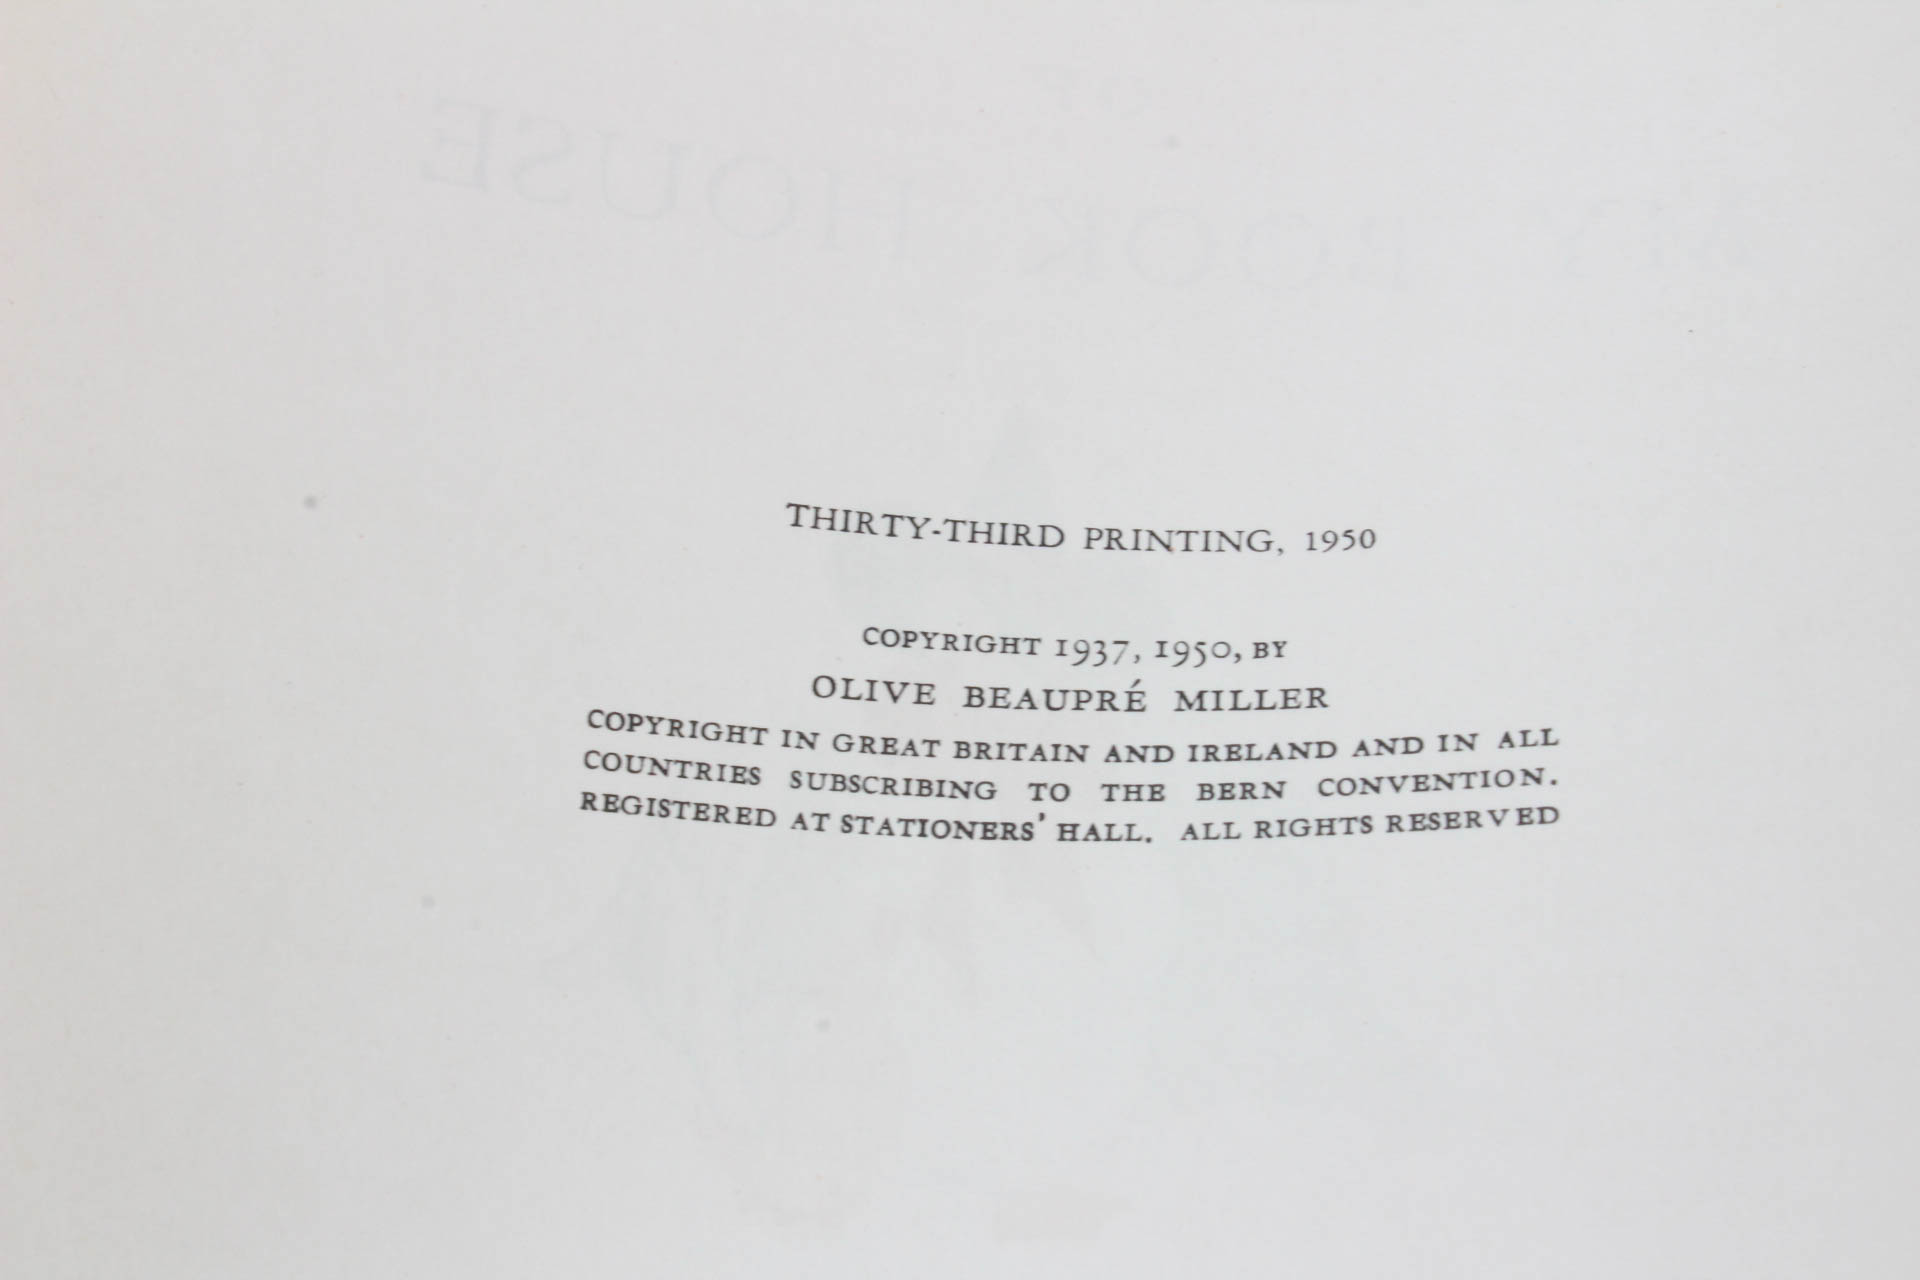 THIRTY-THIRD PRINTING, 1950
COPYRIGHT 1937, 1950, BY
OLIVE BEAUPRÉ MILLER
COPYRIGHT IN GREAT BRITAIN AND IRELAND AND IN ALL
COUNTRIES SUBSCRIBING TO THE BERN CONVENTION.
REGISTERED AT STATIONERS' HALL. ALL RIGHTS RESERVED